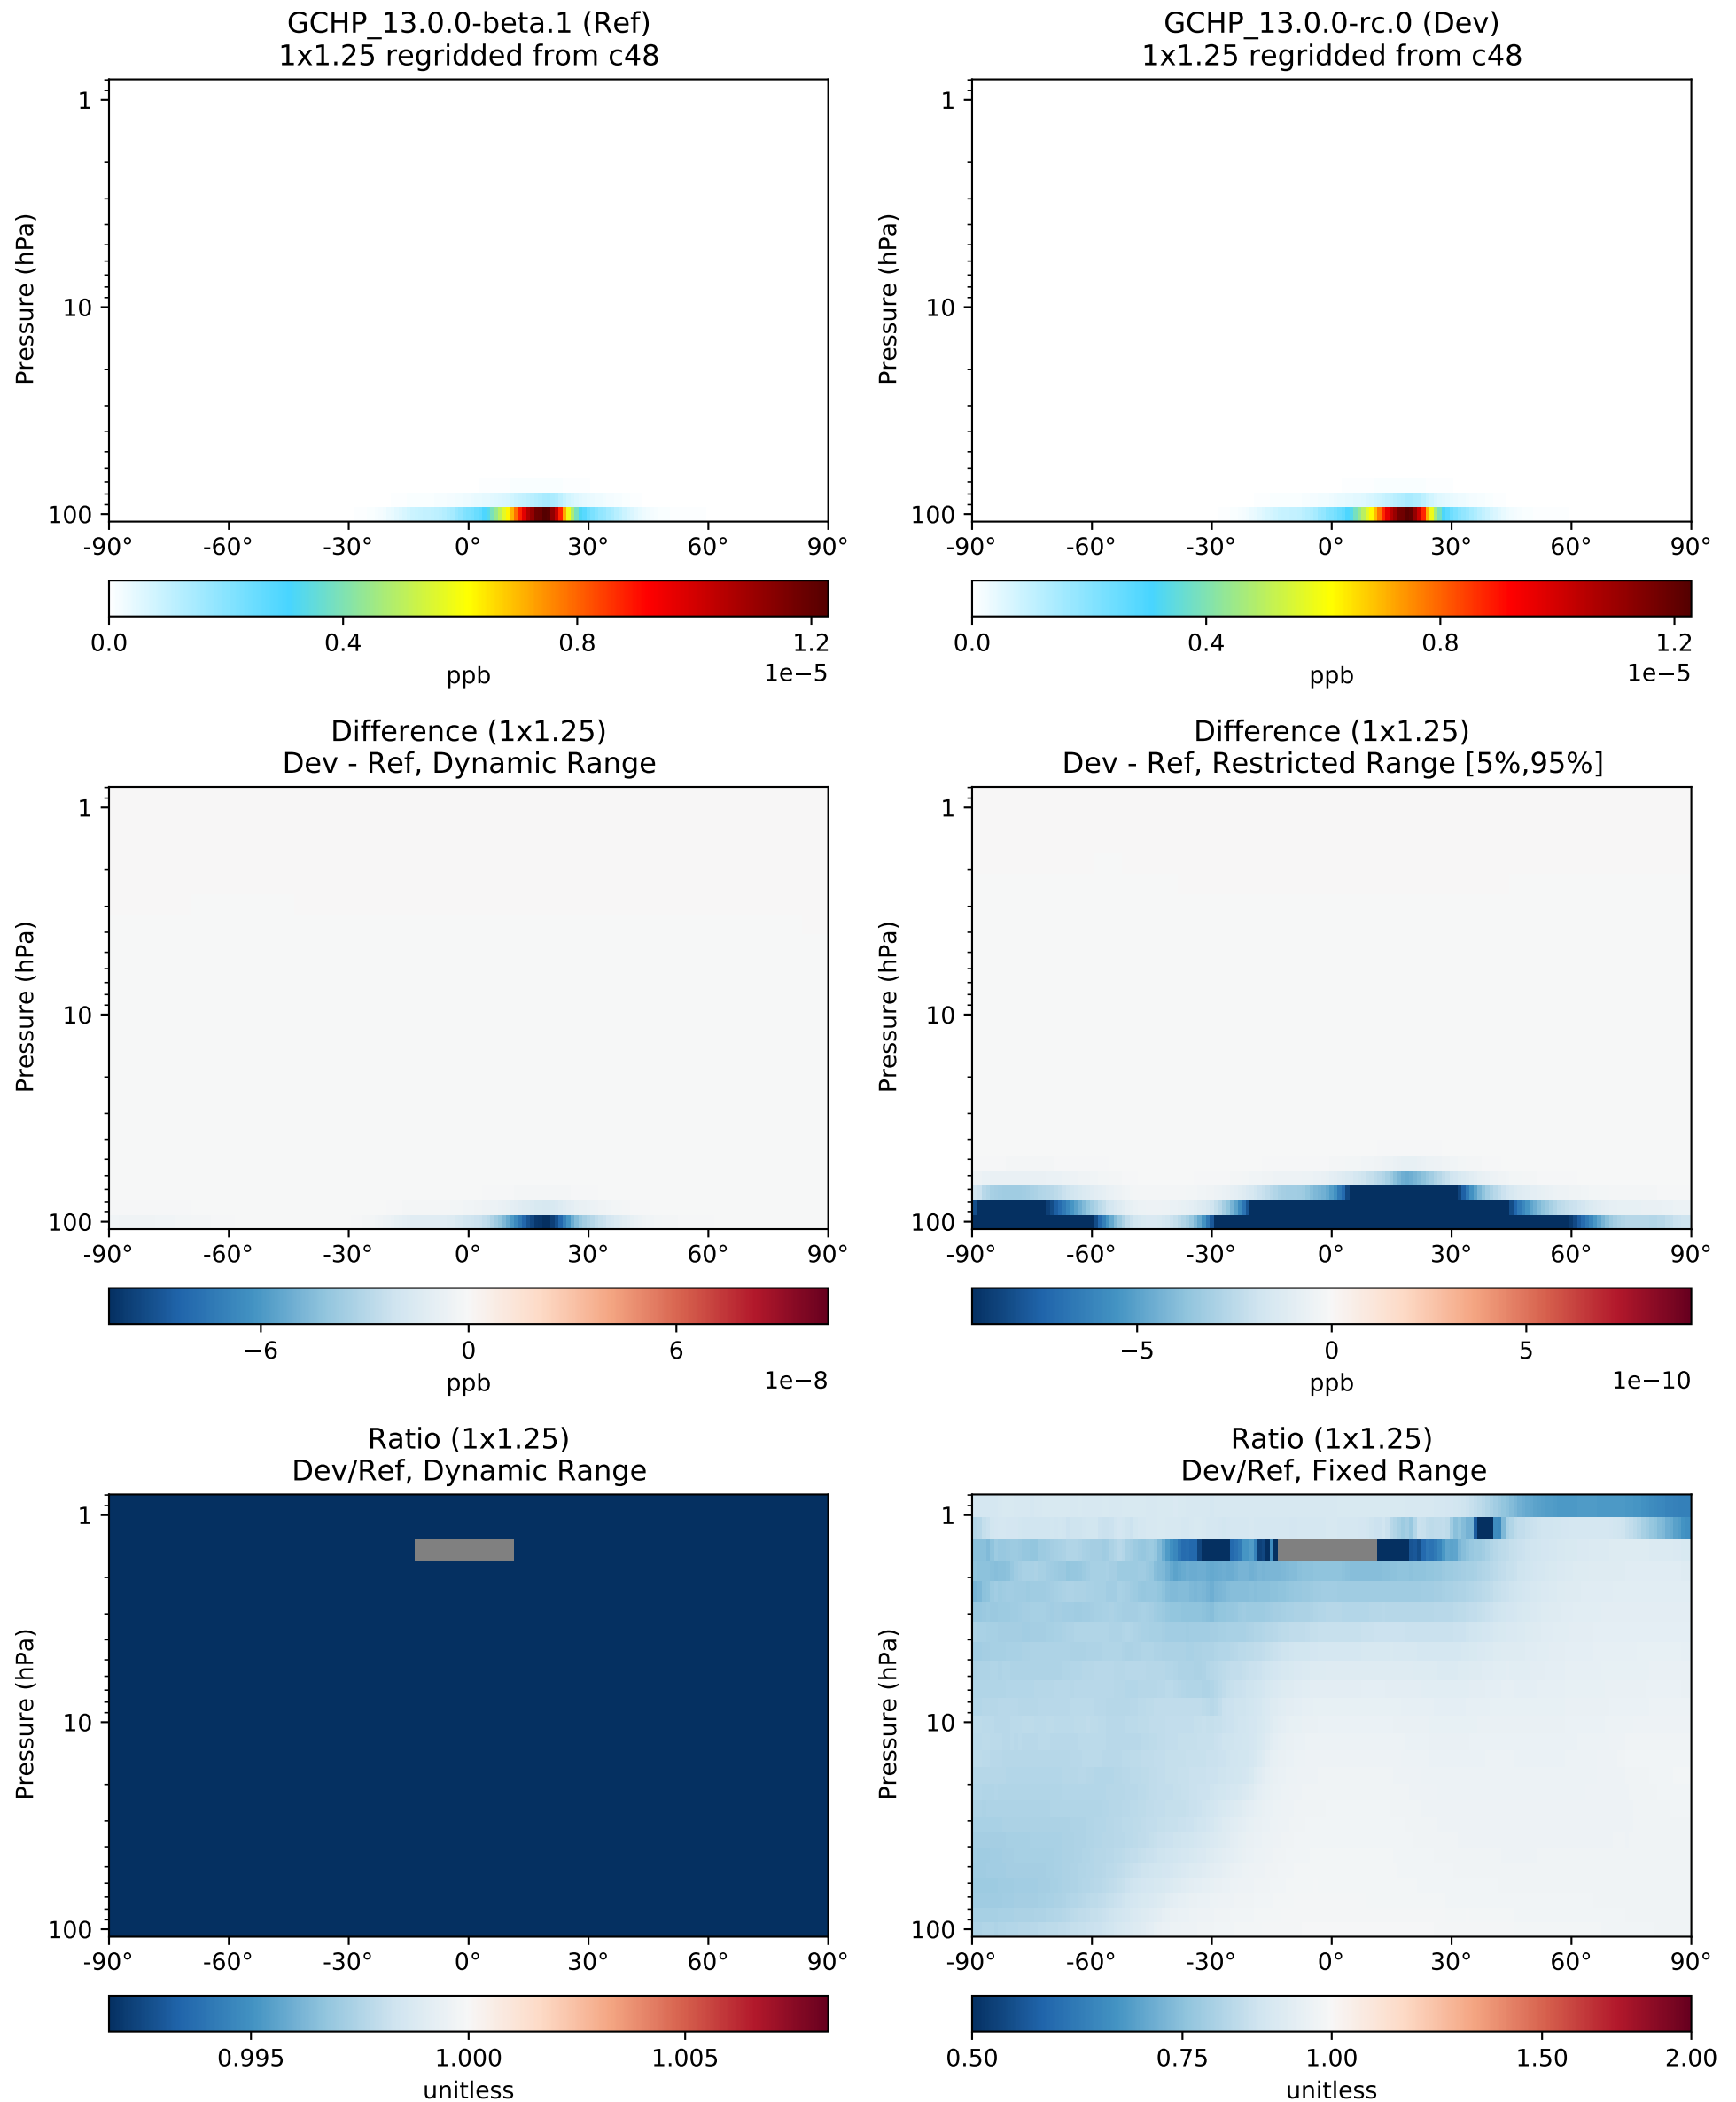 GCHP_13.0.0-beta.1 (Ref)
1x1.25 regridded from c48
Pressure (hPa)
1
10
100
-90° -60° -30° 0° 30° 60° 90°
0.0 0.4 0.8 1.2
1e−5
ppb
GCHP_13.0.0-rc.0 (Dev)
1x1.25 regridded from c48
Pressure (hPa)
1
10
100
-90° -60° -30° 0° 30° 60° 90°
0.0 0.4 0.8 1.2
1e−5
ppb
Difference (1x1.25)
Dev - Ref, Dynamic Range
Pressure (hPa)
1
10
100
-90° -60° -30° 0° 30° 60° 90°
−6 0 6
1e−8
ppb
Difference (1x1.25)
Dev - Ref, Restricted Range [5%,95%]
Pressure (hPa)
1
10
100
-90° -60° -30° 0° 30° 60° 90°
−5 0 5
1e−10
ppb
Ratio (1x1.25)
Dev/Ref, Dynamic Range
Pressure (hPa)
1
10
100
-90° -60° -30° 0° 30° 60° 90°
0.995 1.000 1.005
unitless
Ratio (1x1.25)
Dev/Ref, Fixed Range
Pressure (hPa)
1
10
100
-90° -60° -30° 0° 30° 60° 90°
0.50 0.75 1.00 1.50 2.00
unitless